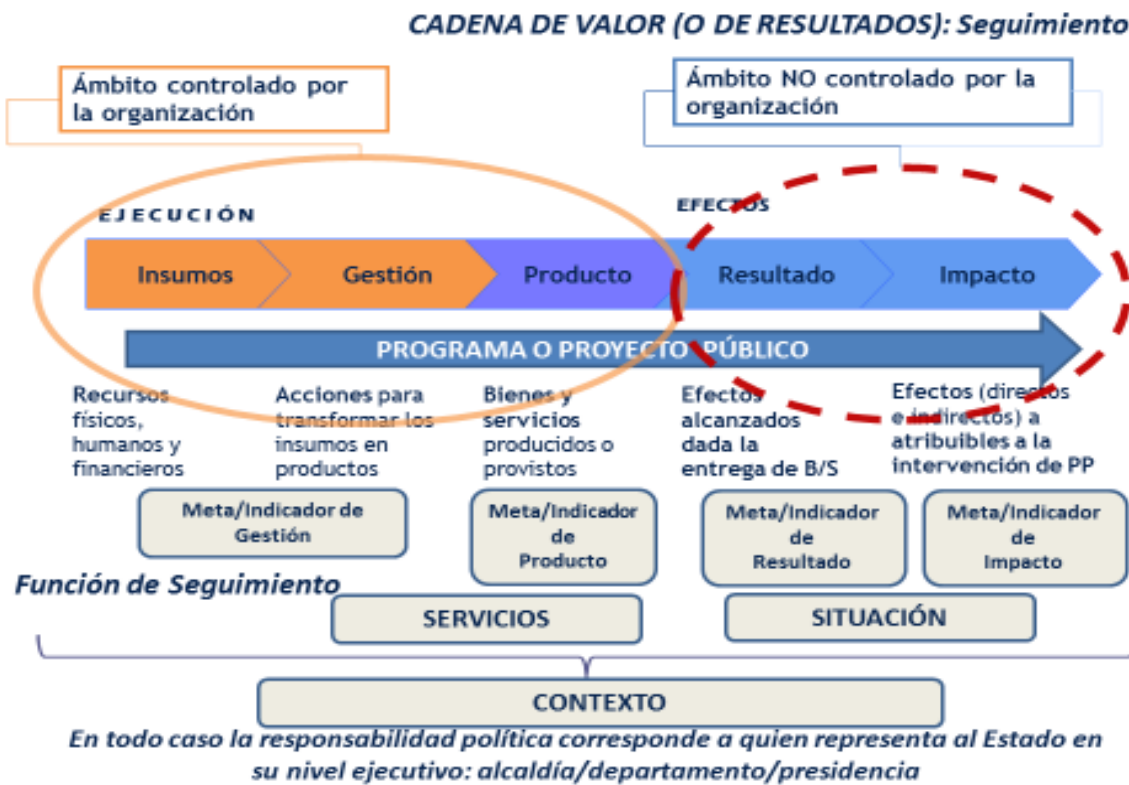 CADENA DE VALOR (O DE RESULTADOS): Seguimiento
Ámbito controlado por
la organización
Ámbito NO controlado por la
organización
EJECUCIÓN
EFECTOS
Insumos
Gestión
Producto
Resultado
Impacto
PROGRAMA O PROYECTO PÚBLICO
Recursos
físicos,
humanos y
financieros
Acciones para
transformar los
insumos en
productos
Bienes y
servicios
producidos o
provistos
Efectos
alcanzados
dada la
entrega de B/S
Efectos (directos
e indirectos) a
atribuibles a la
intervención de PP
Meta/Indicador de
Gestión
Meta/Indicador
de
Producto
Meta/Indicador
de
Resultado
Meta/Indicador
de
Impacto
Función de Seguimiento
SERVICIOS
SITUACIÓN
CONTEXTO
En todo caso la responsabilidad política corresponde a quien representa al Estado en
su nivel ejecutivo: alcaldía/departamento/presidencia